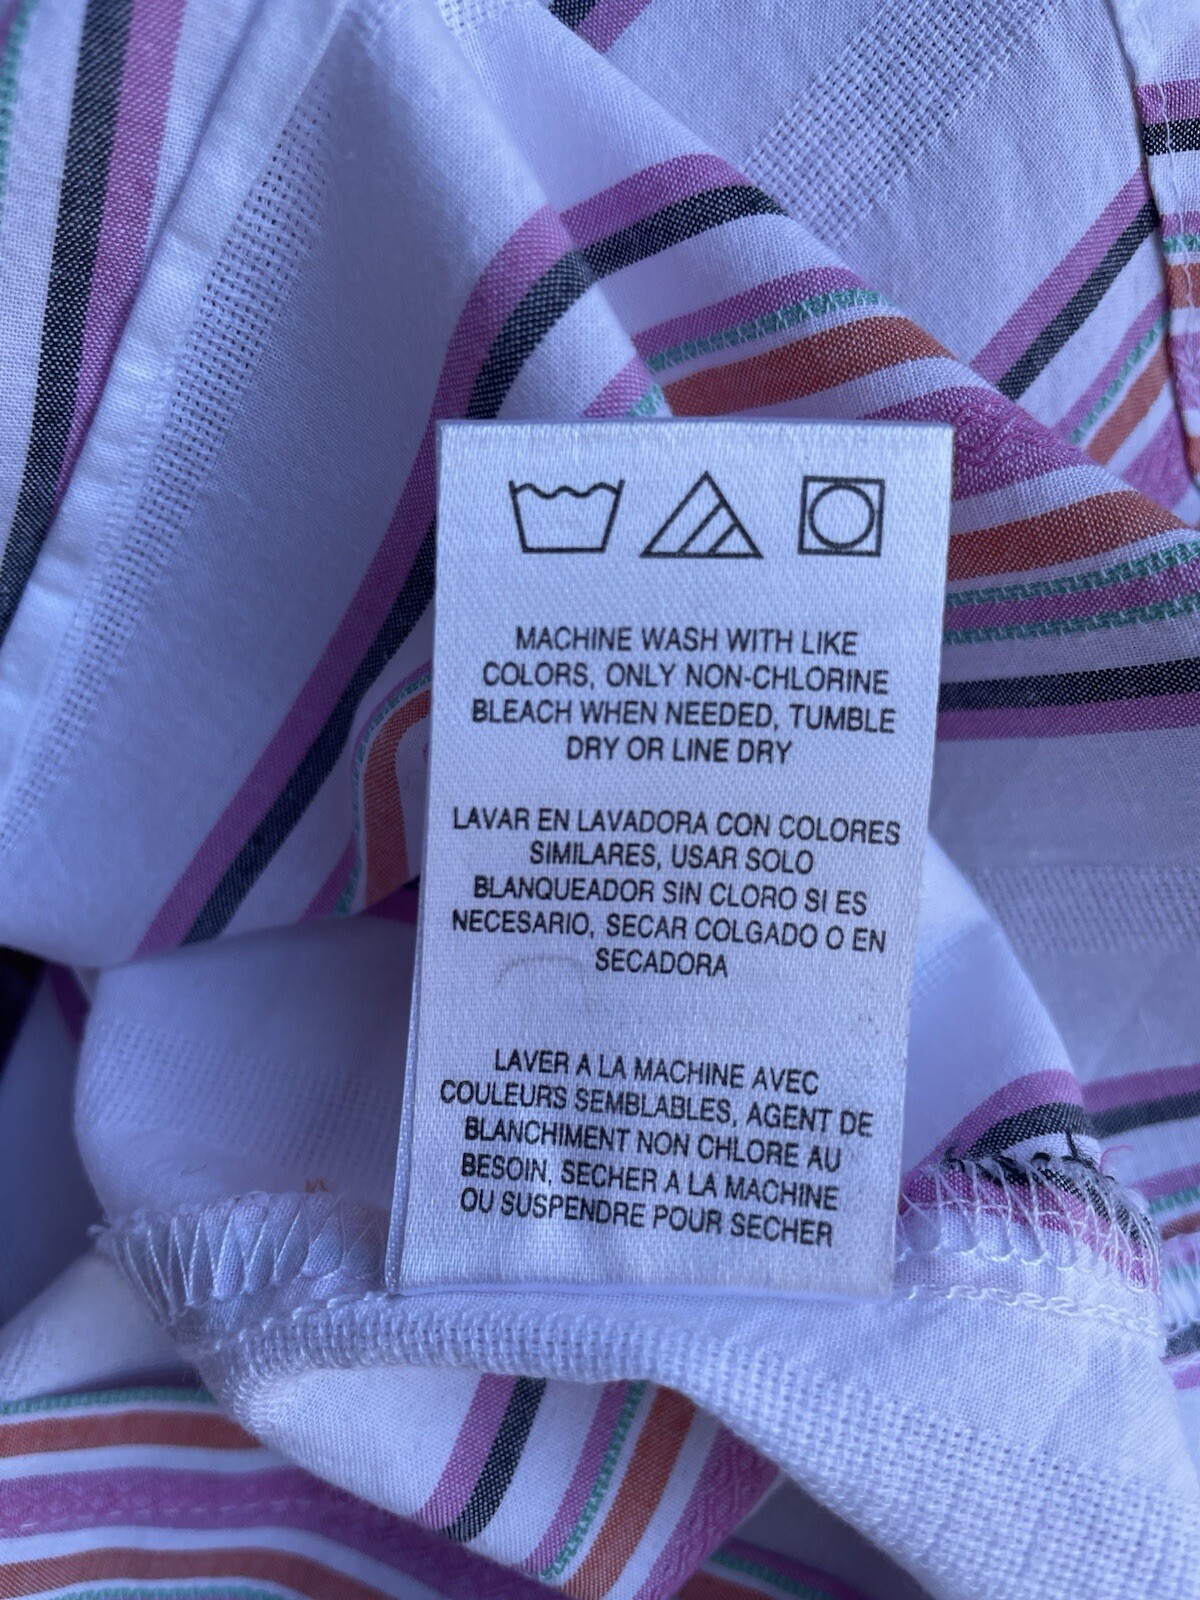 MACHINE WASH WITH LIKE
COLORS, ONLY NON-CHLORINE
BLEACH WHEN NEEDED, TUMBLE
DRY OR LINE DRY
LAVAR EN LAVADORA CON COLORES
SIMILARES, USAR SOLO
BLANQUEADOR SIN CLORO SI ES
NECESARIO, SECAR COLGADO O EN
SECADORA
LAVER A LA MACHINE AVEC
COULEURS SEMBLABLES, AGENT DE
BLANCHIMENT NON CHLORE AU
BESOIN, SECHER A LA MACHINE
OU SUSPENDRE POUR SECHER